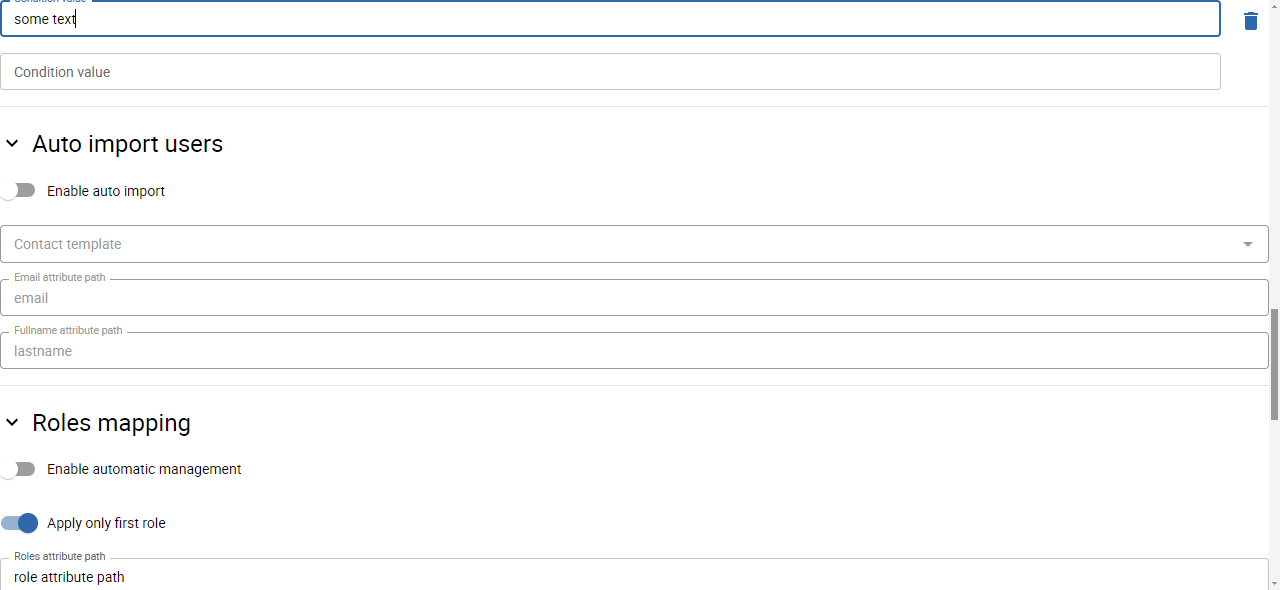 Condition value
some text
Condition value
Auto import users
Enable auto import
Contact template
Email attribute path
email
Fullname attribute path
lastname
Roles mapping
Enable automatic management
Apply only first role
Roles attribute path
role attribute path